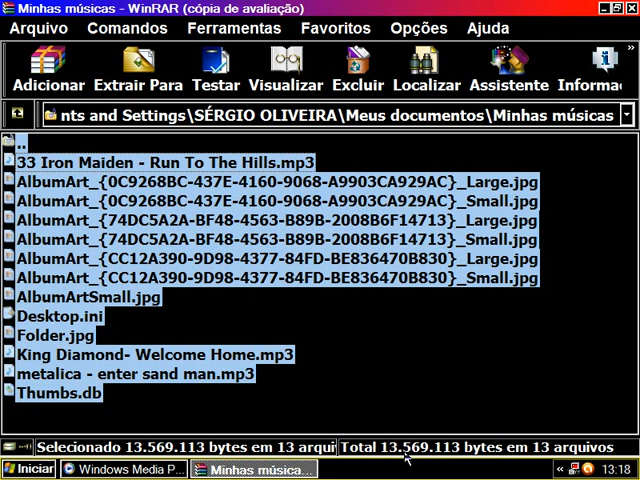 Minhas músicas - WinRAR (cópia de avaliação)
Arquivo Comandos Ferramentas Favoritos Opções Ajuda
Adicionar Extrair Para Testar Visualizar Excluir Localizar Assistente Informa
nts and Settings\SÉRGIO OLIVEIRA\Meus documentos\Minhas músicas
..
33 Iron Maiden - Run To The Hills.mp3
AlbumArt_{0C9268BC-437E-4160-9068-A9903CA929AC}_Large.jpg
AlbumArt_{0C9268BC-437E-4160-9068-A9903CA929AC}_Small.jpg
AlbumArt_{74DC5A2A-BF48-4563-B89B-2008B6F14713}_Large.jpg
AlbumArt_{74DC5A2A-BF48-4563-B89B-2008B6F14713}_Small.jpg
AlbumArt_{CC12A390-9D98-4377-84FD-BE836470B830}_Large.jpg
AlbumArt_{CC12A390-9D98-4377-84FD-BE836470B830}_Small.jpg
AlbumArtSmall.jpg
Desktop.ini
Folder.jpg
King Diamond- Welcome Home.mp3
metalica - enter sand man.mp3
Thumbs.db
Selecionado 13.569.113 bytes em 13 arqui Total 13.569.113 bytes em 13 arquivos
Iniciar Windows Media P... Minhas música... « 13:18